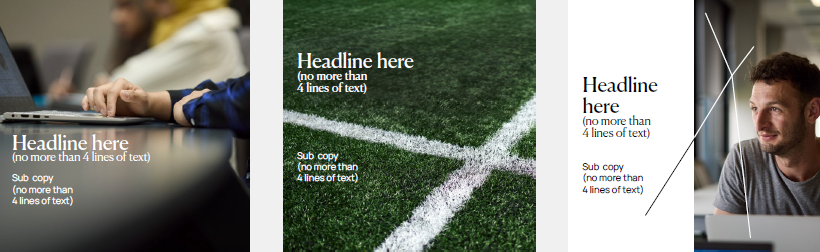 Headline here
(no more than 4 lines of text)
Sub copy
(no more than
4 lines of text)
Headline here
(no more than
4 lines of text)
Sub copy
(no more than
4 lines of text)
Headline
here
(no more than
4 lines of text)
Sub copy
(no more than
4 lines of text)